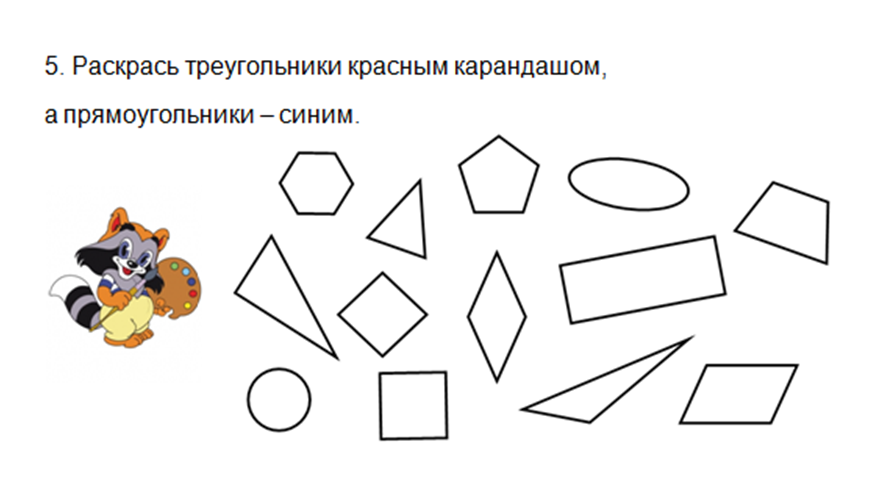 5. Раскрась треугольники красным карандашом,
а прямоугольники – синим.